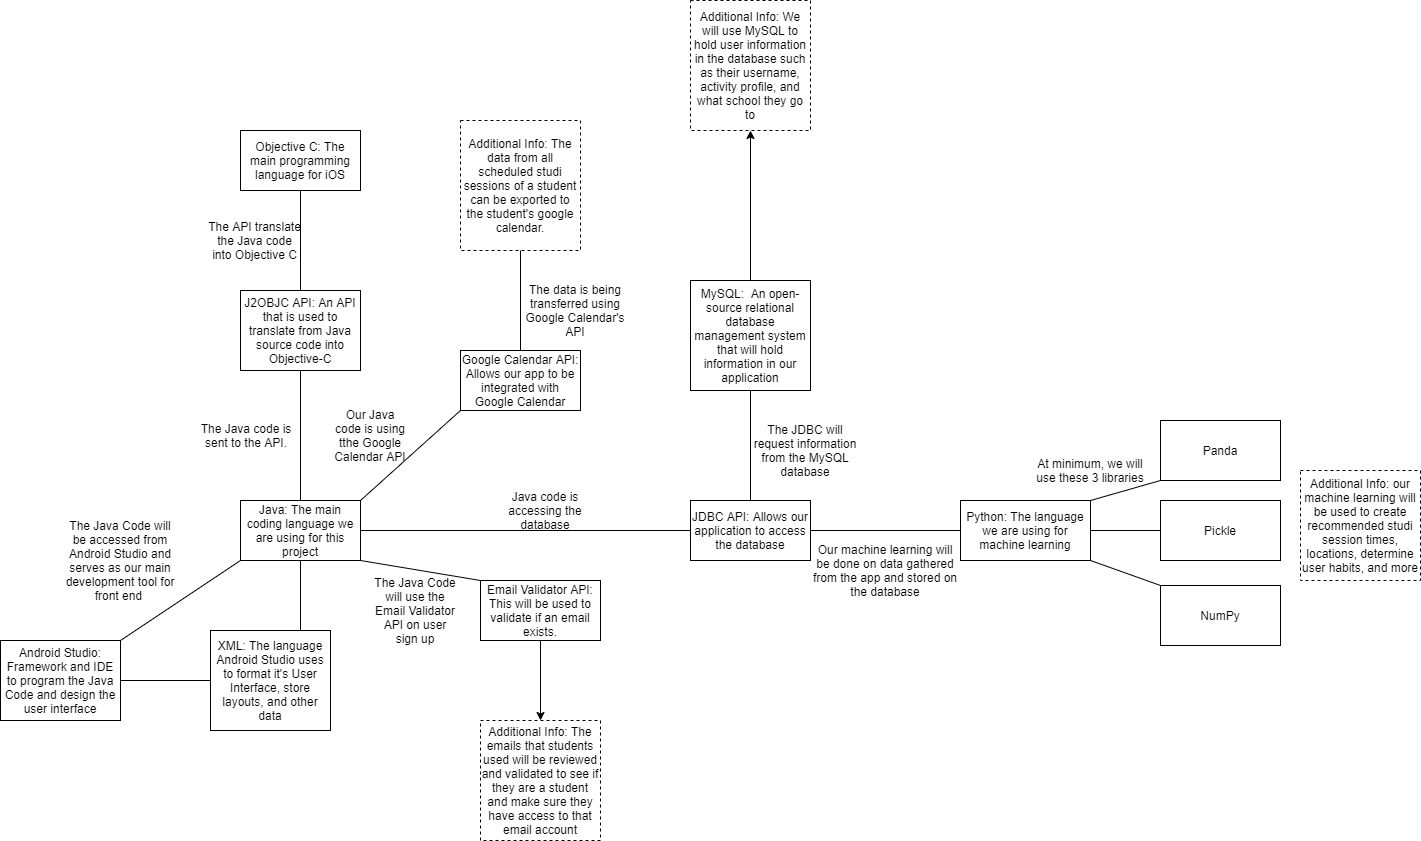 Additional Info: We
will use MySQL to
hold user information
in the database such
as their username,
activity profile, and
what school they go
to
Objective C: The
main programming
language for iOS
Additional Info: The
data from all
scheduled studi
sessions of a student
can be exported to
the student's google
calendar.
The API translate
the Java code
into Objective C
J2OBJC API: An API
that is used to
translate from Java
source code into
Objective-C
The data is being
transferred using
Google Calendar's
API
MySQL:  An open-
source relational
database
management system
that will hold
information in our
application
Google Calendar API:
Allows our app to be
integrated with
Google Calendar
The Java code is
sent to the API.
Our Java
code is using
tthe Google
Calendar API
The JDBC will
request information
from the MySQL
database
At minimum, we will
use these 3 libraries
Panda
Java: The main
coding language we
are using for this
project
Java code is
accessing the
database
JDBC API: Allows our
application to access
the database
Python: The language
we are using for
machine learning
Pickle
Additional Info: our
machine learning will
be used to create
recommended studi
session times,
locations, determine
user habits, and more
The Java Code will
be accessed from
Android Studio and
serves as our main
development tool for
front end
The Java Code
will use the
Email Validator
API on user
sign up
Email Validator API:
This will be used to
validate if an email
exists.
Our machine learning will
be done on data gathered
from the app and stored on
the database
NumPy
Android Studio:
Framework and IDE
to program the Java
Code and design the
user interface
XML: The language
Android Studio uses
to format it's User
Interface, store
layouts, and other
data
Additional Info: The
emails that students
used will be reviewed
and validated to see if
they are a student
and make sure they
have access to that
email account